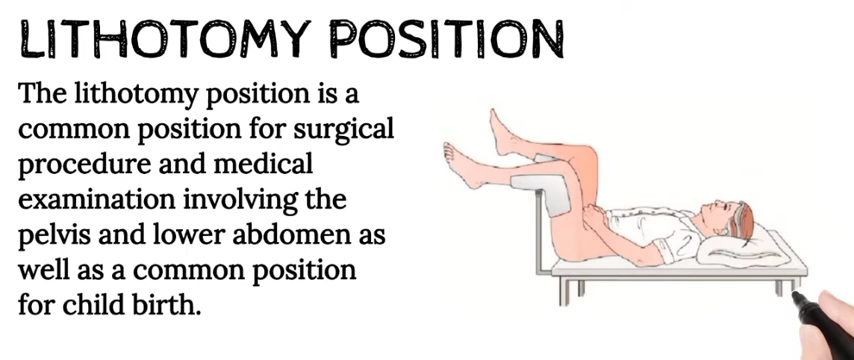 LITHOTOMY POSITION
The lithotomy position is a
common position for surgical
procedure and medical
examination involving the
pelvis and lower abdomen as
well as a common position
for child birth.